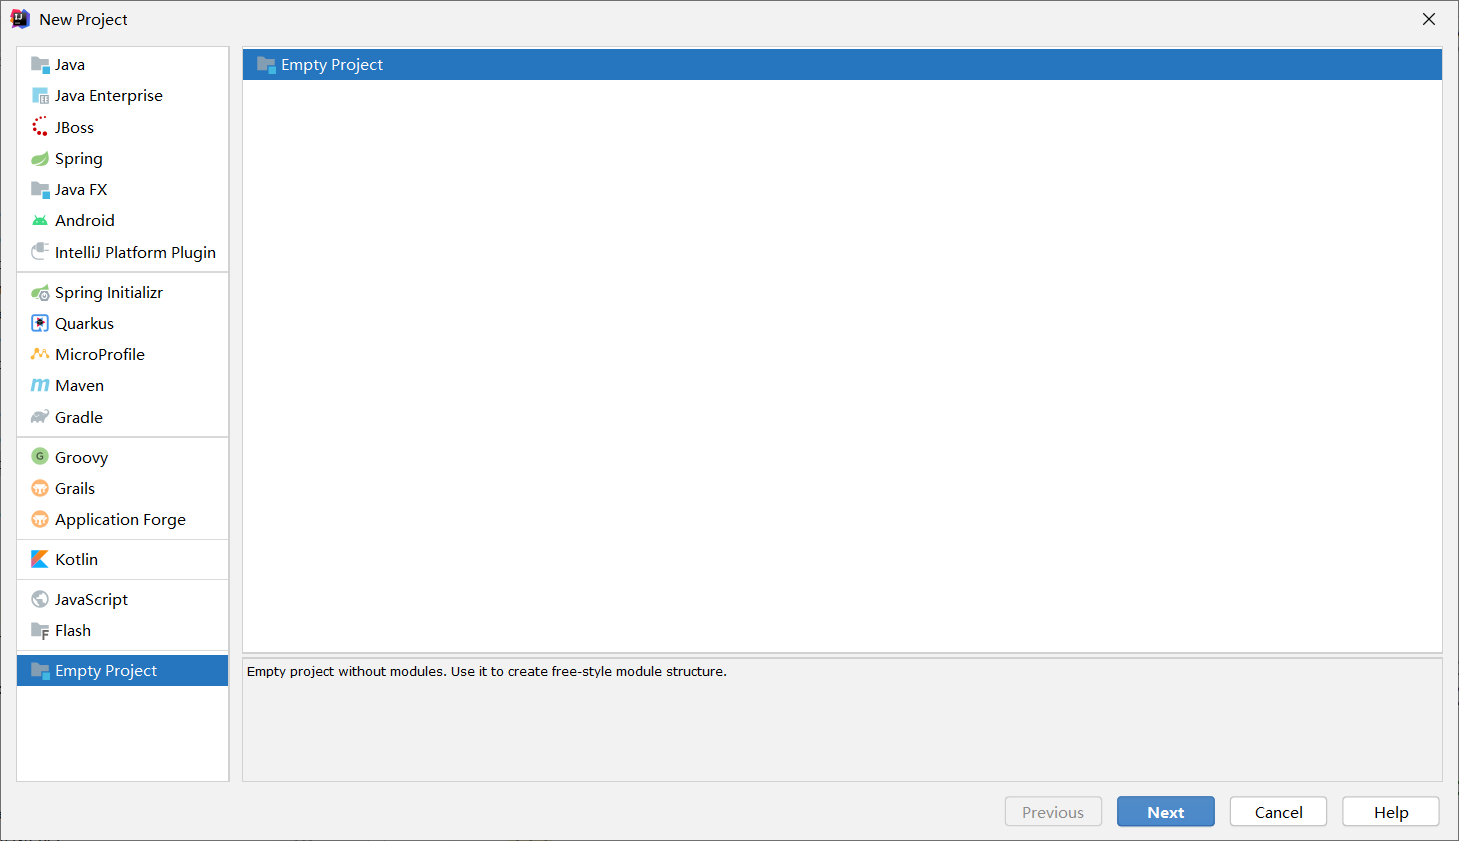 New Project
Java
Java Enterprise
JBoss
Spring
Java FX
Android
IntelliJ Platform Plugin
Spring Initializr
Quarkus
MicroProfile
Maven
Gradle
Groovy
Grails
Application Forge
Kotlin
JavaScript
Flash
Empty Project
Empty Project
Empty project without modules. Use it to create free-style module structure.
Previous
Next
Cancel
Help